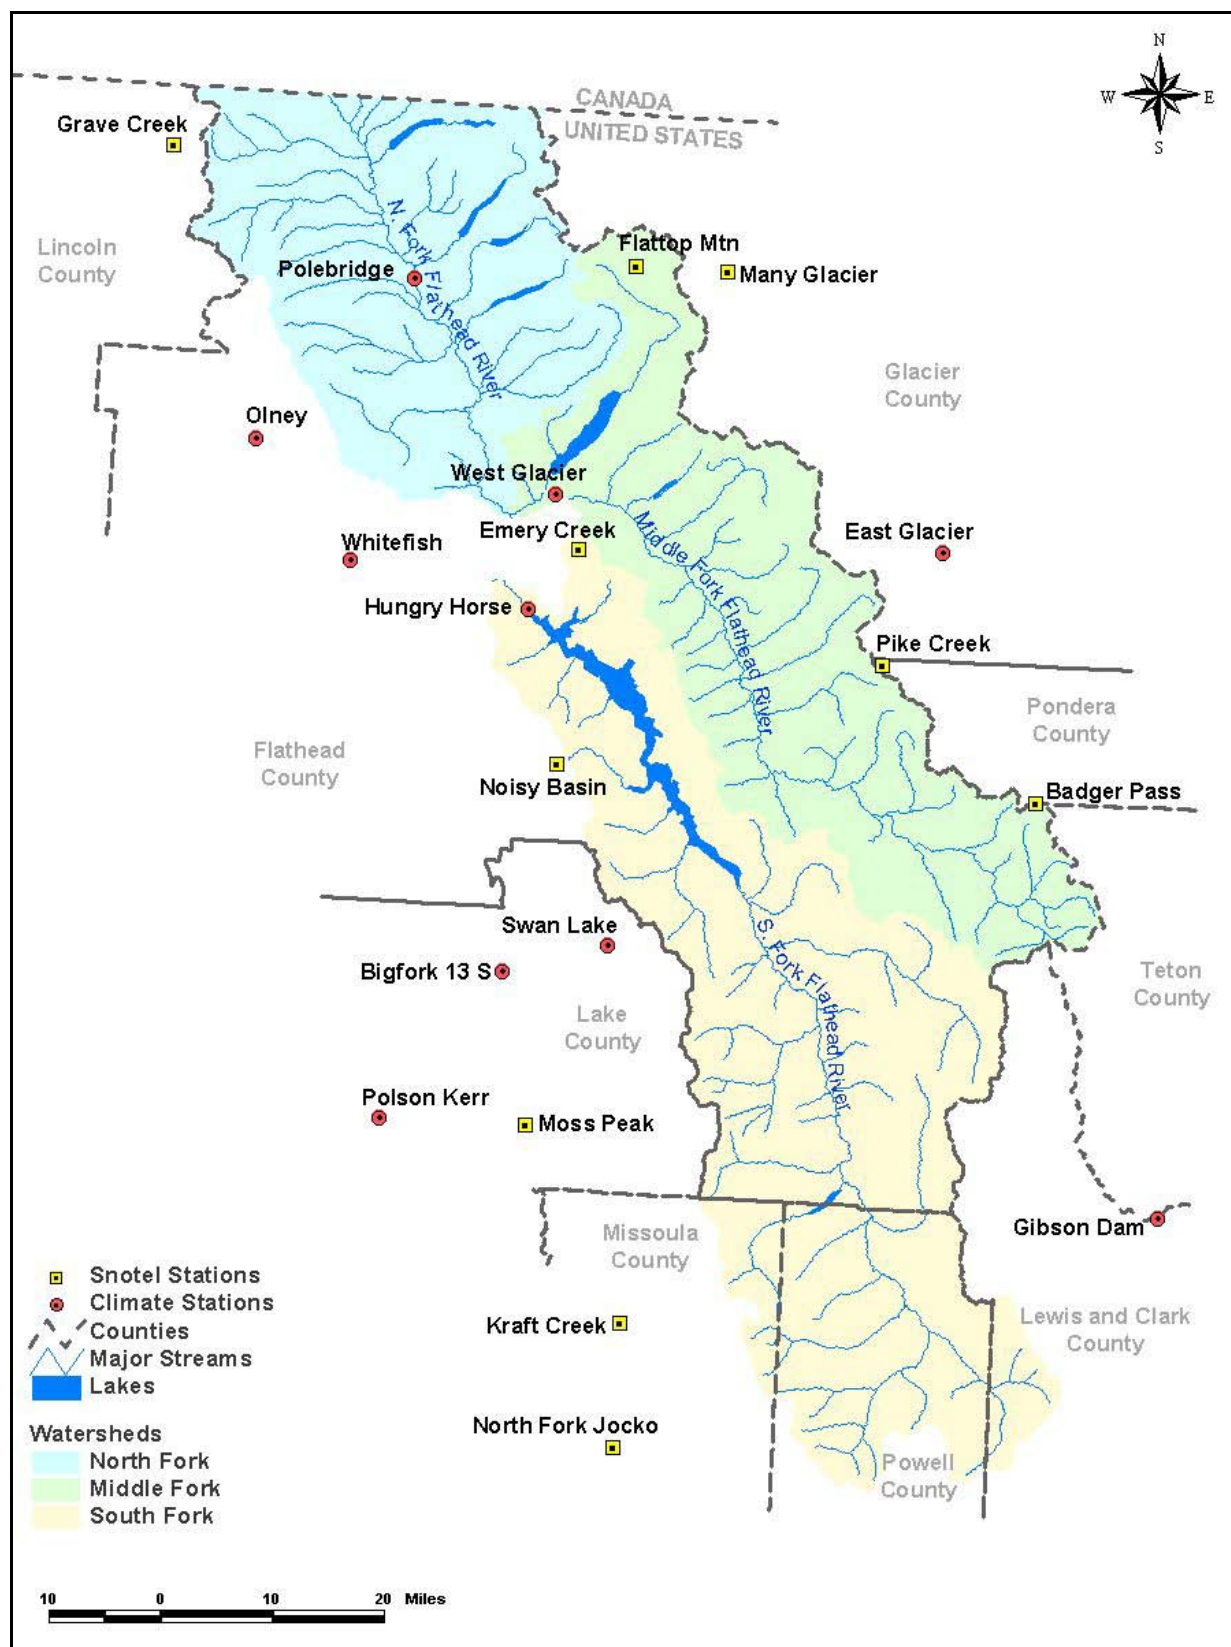 N
W E
S
CANADA
UNITED STATES
Grave Creek
Lincoln
County
N. Fork Flathead River
Polebridge
Flattop Mtn
Many Glacier
Glacier
County
Olney
West Glacier
Emery Creek
Whitefish
Middle Fork Flathead River
East Glacier
Hungry Horse
Pike Creek
Pondera
County
Flathead
County
Noisy Basin
Badger Pass
Swan Lake
Bigfork 13 S
S. Fork Flathead River
Teton
County
Lake
County
Polson Kerr
Moss Peak
Missoula
County
Gibson Dam
Kraft Creek
Lewis and Clark
County
North Fork Jocko
Powell
County
Snotel Stations
Climate Stations
Counties
Major Streams
Lakes
Watersheds
North Fork
Middle Fork
South Fork
10 0 10 20 Miles